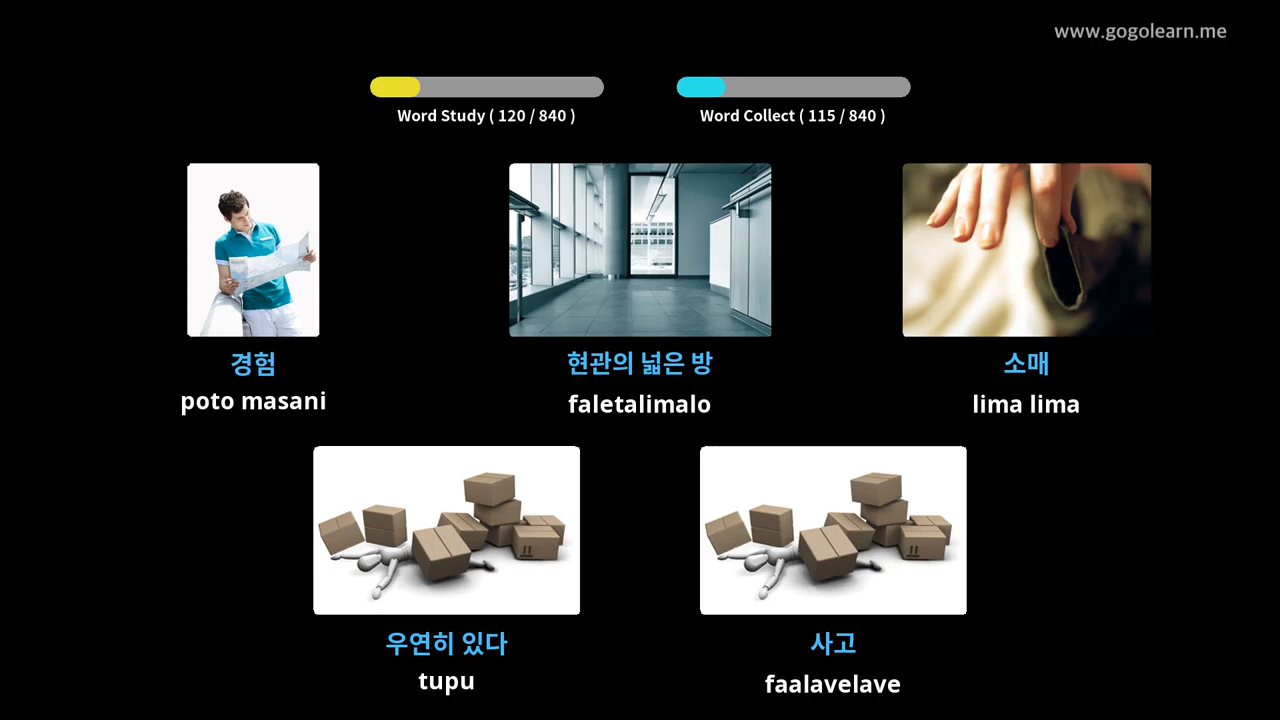 www.gogolearn.me
Word Study ( 120 / 840 )
Word Collect ( 115 / 840 )
경험
poto masani
현관의 넓은 방
faletalimalo
소매
lima lima
우연히 있다
tupu
사고
faalavelave